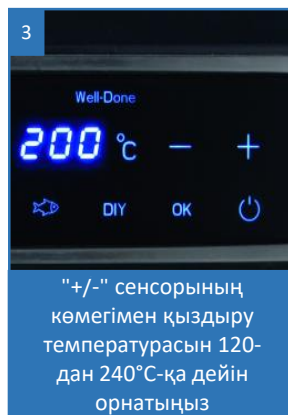 3
Well-Done
200 °C − +
DIY OK
"+/-" сенсорының
көмегімен қыздыру
температурасын 120-
дан 240°C-қа дейін
орнатыңыз